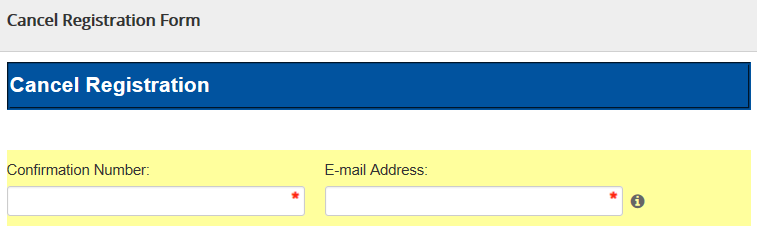 Cancel Registration Form
Cancel Registration
Confirmation Number: E-mail Address:
* *